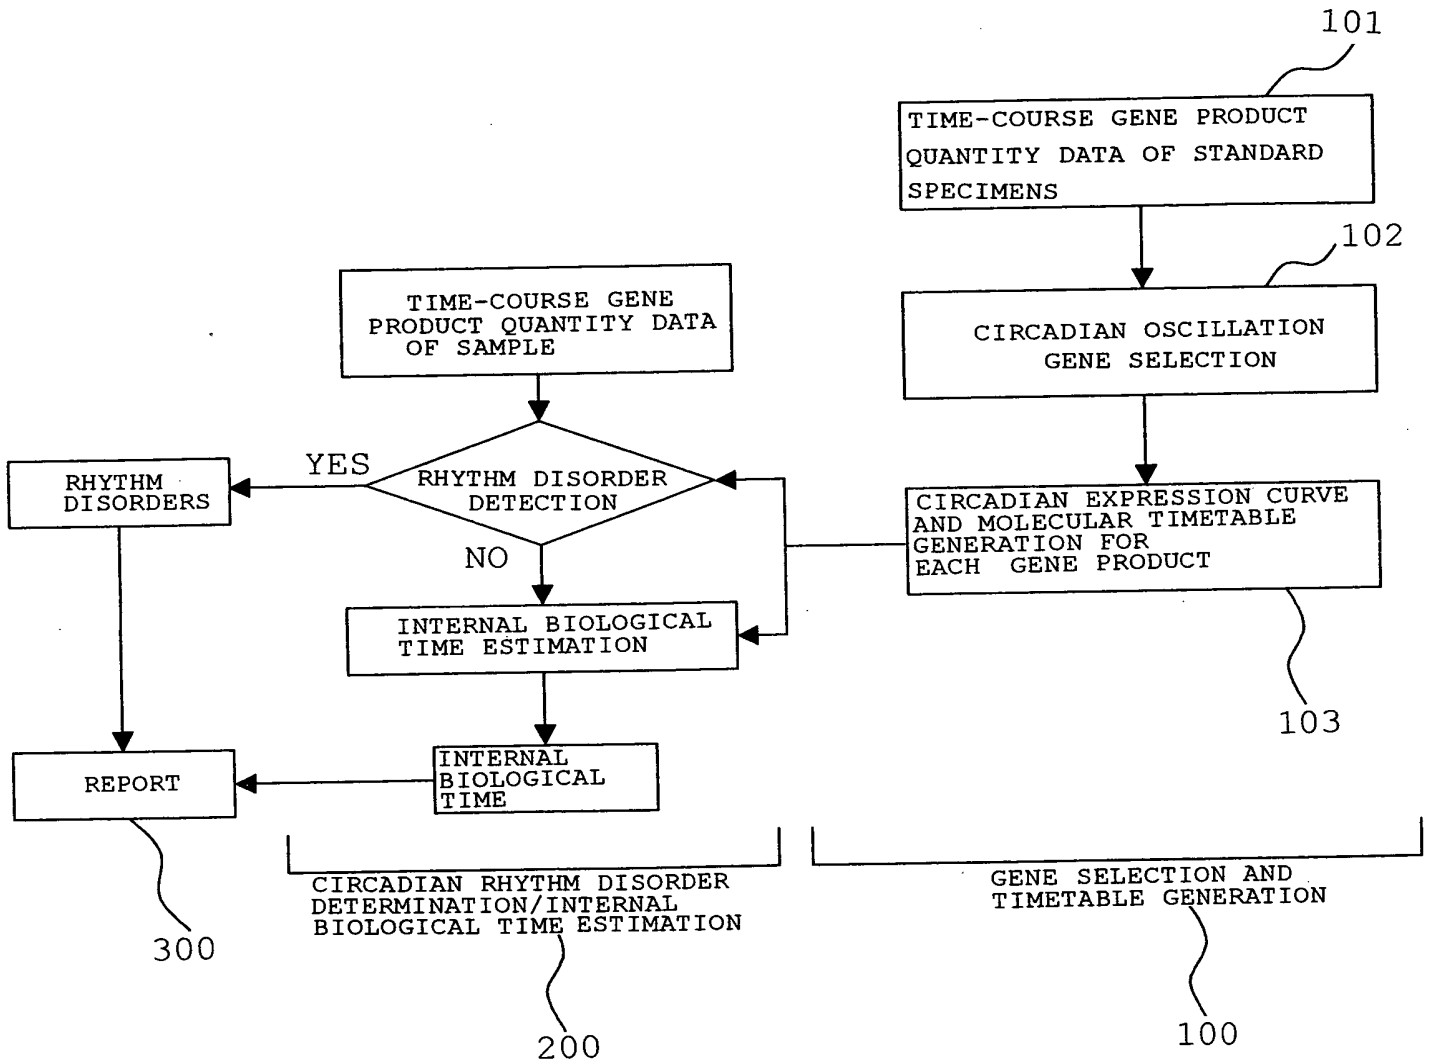 101
TIME-COURSE GENE PRODUCT
QUANTITY DATA OF STANDARD
SPECIMENS
102
CIRCADIAN OSCILLATION
GENE SELECTION
TIME-COURSE GENE
PRODUCT QUANTITY DATA
OF SAMPLE
YES
RHYTHM DISORDER
DETECTION
RHYTHM
DISORDERS
CIRCADIAN EXPRESSION CURVE
AND MOLECULAR TIMETABLE
GENERATION FOR
EACH GENE PRODUCT
NO
INTERNAL BIOLOGICAL
TIME ESTIMATION
103
REPORT
INTERNAL
BIOLOGICAL
TIME
CIRCADIAN RHYTHM DISORDER
DETERMINATION/INTERNAL
BIOLOGICAL TIME ESTIMATION
GENE SELECTION AND
TIMETABLE GENERATION
300
200
100